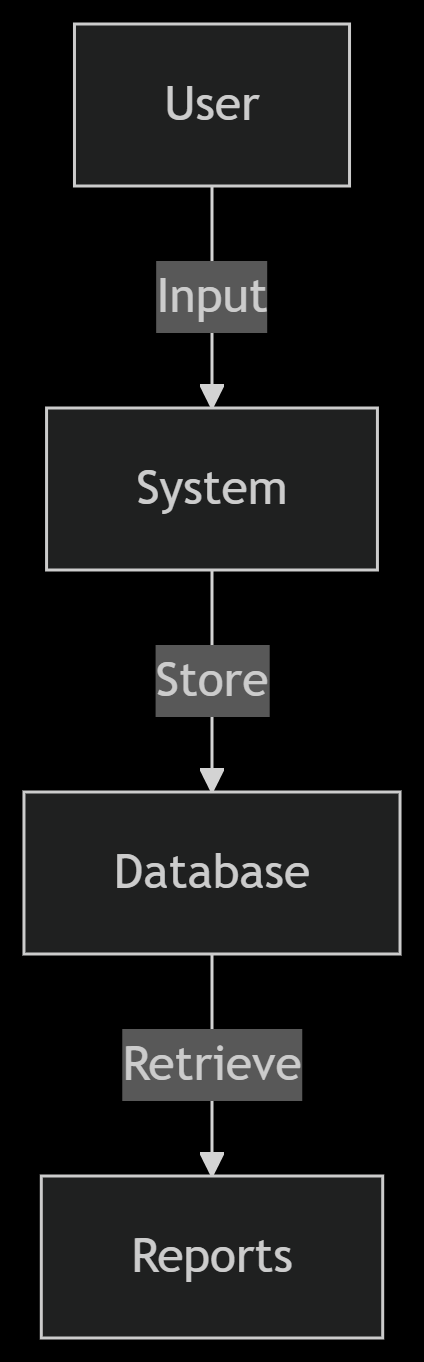 User
Input
System
Store
Database
Retrieve
Reports